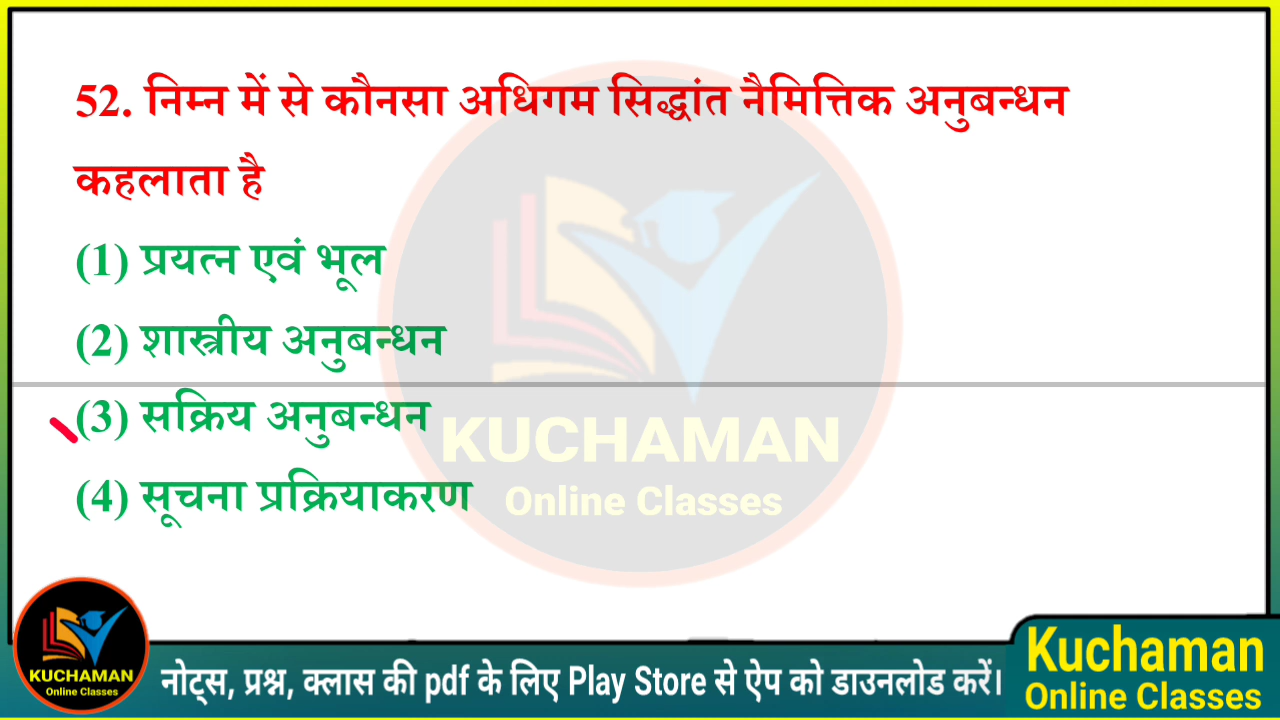 52. निम्न में से कौनसा अधिगम सिद्धांत नैमित्तिक अनुबन्धन
कहलाता है
(1) प्रयत्न एवं भूल
(2) शास्त्रीय अनुबन्धन
(3) सक्रिय अनुबन्धन
(4) सूचना प्रक्रियाकरण
KUCHAMAN
Online Classes
KUCHAMAN
Online Classes
नोट्स, प्रश्न, क्लास की pdf के लिए Play Store से ऐप को डाउनलोड करें।
Kuchaman
Online Classes